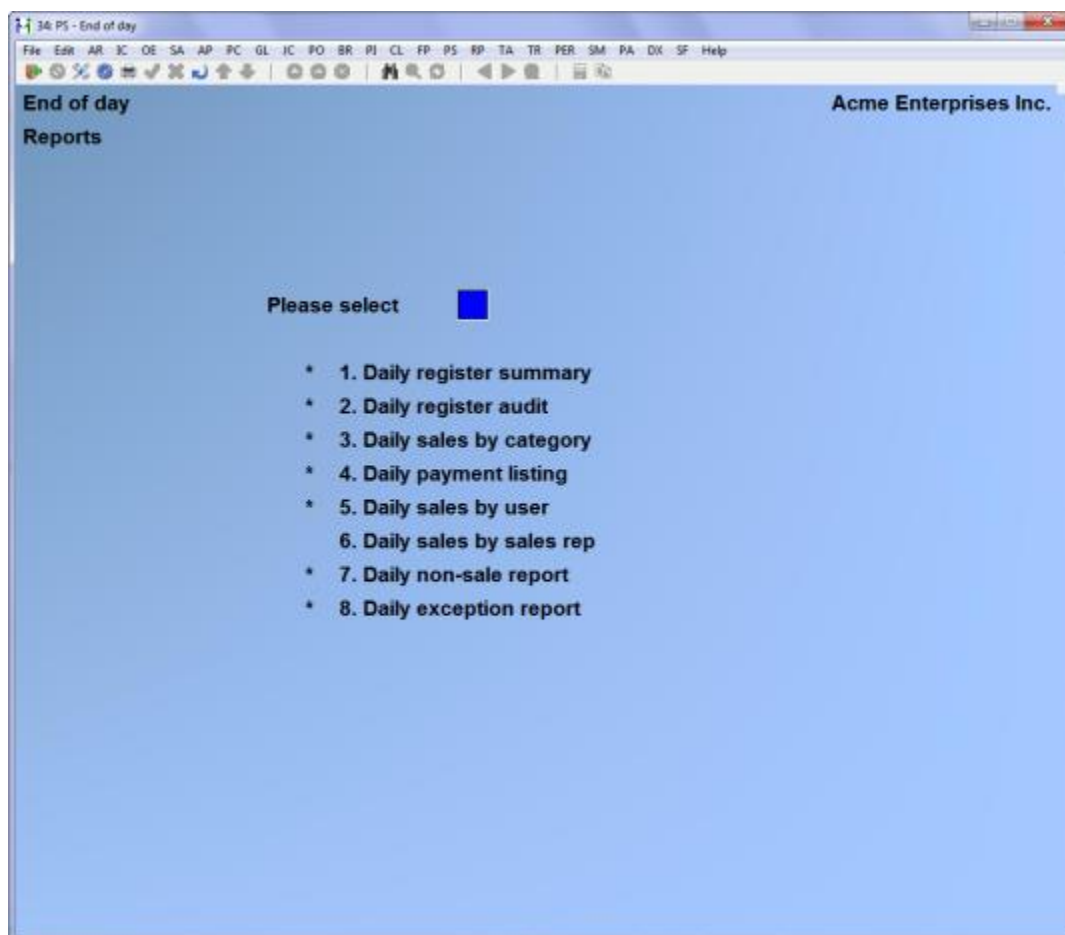 34: PS - End of day
File Edit AR IC OE SA AP PC GL JC PO BR PJ CL FP PS RP TA TR PER SM PA DX SF Help
End of day Acme Enterprises Inc.
Reports
Please select
* 1. Daily register summary
* 2. Daily register audit
* 3. Daily sales by category
* 4. Daily payment listing
* 5. Daily sales by user
6. Daily sales by sales rep
* 7. Daily non-sale report
* 8. Daily exception report